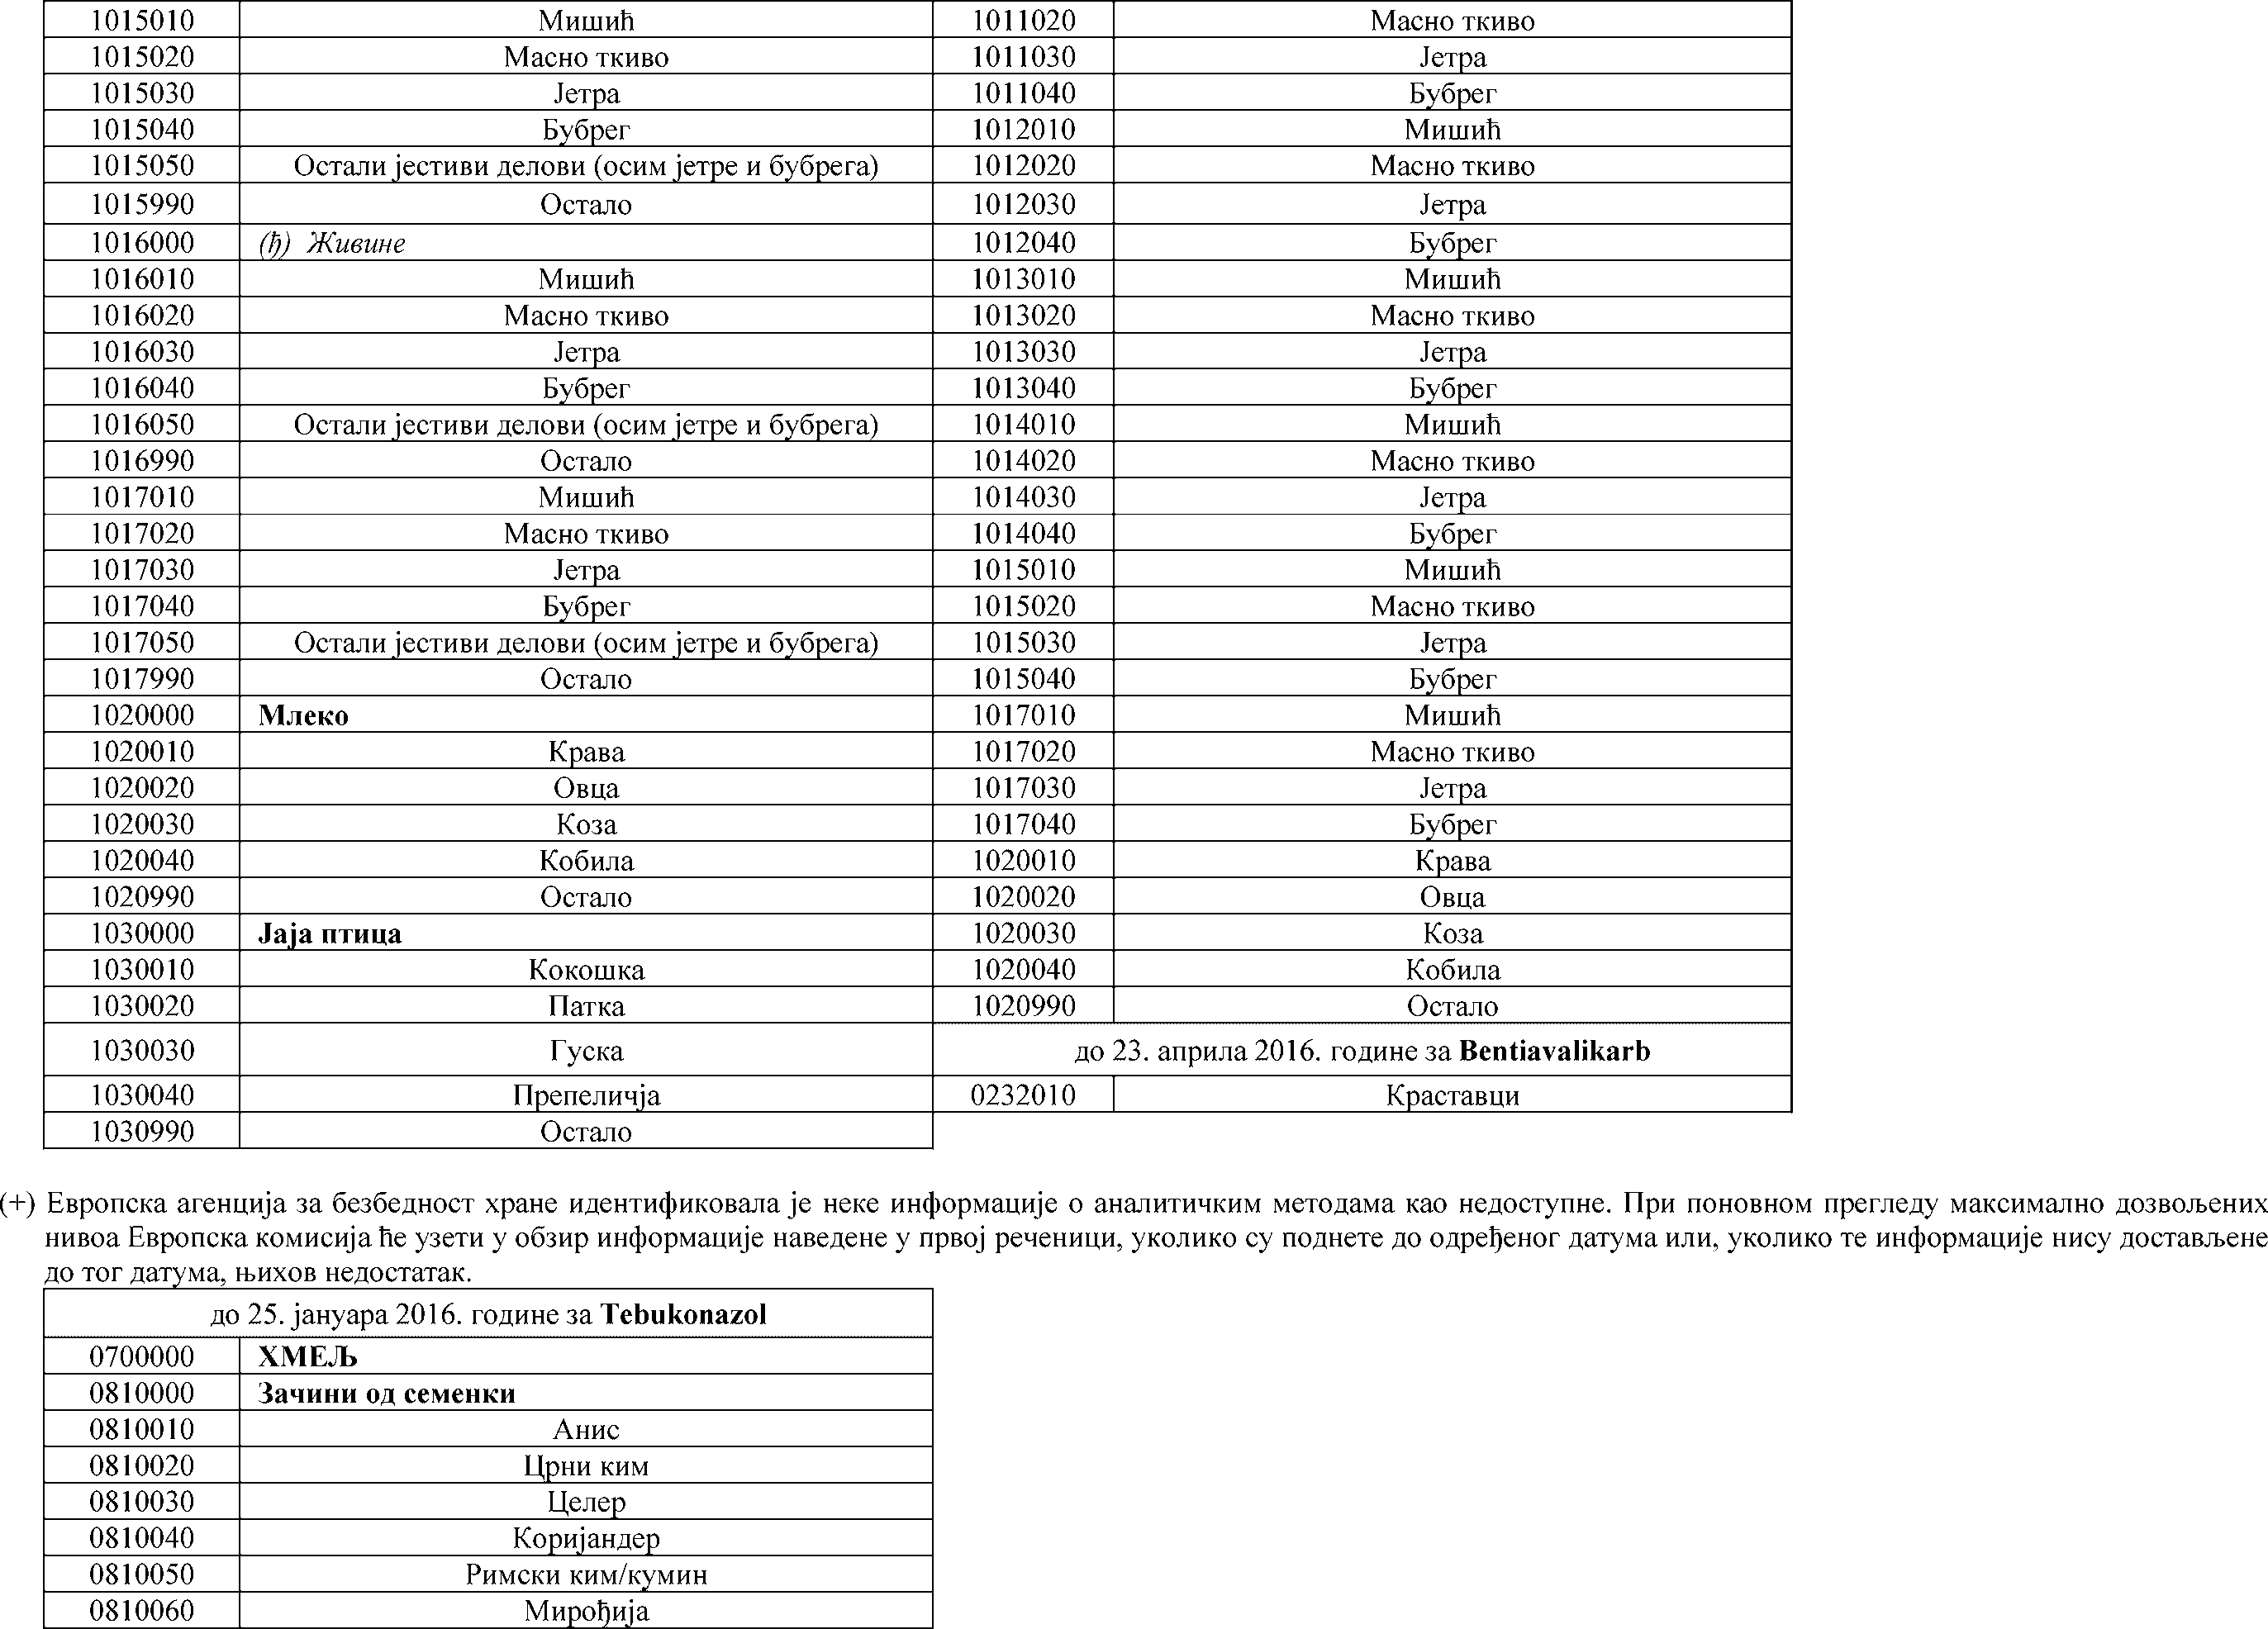 1015010 Мишић 1011020 Масно ткиво
1015020 Масно ткиво 1011030 Јетра
1015030 Јетра 1011040 Бубрег
1015040 Бубрег 1012010 Мишић
1015050 Остали јестиви делови (осим јетре и бубрега) 1012020 Масно ткиво
1015990 Остало 1012030 Јетра
1016000 (ђ) Живине 1012040 Бубрег
1016010 Мишић 1013010 Мишић
1016020 Масно ткиво 1013020 Масно ткиво
1016030 Јетра 1013030 Јетра
1016040 Бубрег 1013040 Бубрег
1016050 Остали јестиви делови (осим јетре и бубрега) 1014010 Мишић
1016990 Остало 1014020 Масно ткиво
1017010 Мишић 1014030 Јетра
1017020 Масно ткиво 1014040 Бубрег
1017030 Јетра 1015010 Мишић
1017040 Бубрег 1015020 Масно ткиво
1017050 Остали јестиви делови (осим јетре и бубрега) 1015030 Јетра
1017990 Остало 1015040 Бубрег
1020000 Млеко 1017010 Мишић
1020010 Крава 1017020 Масно ткиво
1020020 Овца 1017030 Јетра
1020030 Коза 1017040 Бубрег
1020040 Кобила 1020010 Крава
1020990 Остало 1020020 Овца
1030000 Јаја птица 1020030 Коза
1030010 Кокошка 1020040 Кобила
1030020 Патка 1020990 Остало
1030030 Гуска до 23. априла 2016. године за Bentiavalikarb
1030040 Препеличја 0232010 Краставци
1030990 Остало
(+) Европска агенција за безбедност хране идентификовала је неке информације о аналитичким методама као недоступне. При поновном прегледу максимално дозвољених
нивоа Европска комисија ће узети у обзир информације наведене у првој реченици, уколико су поднете до одређеног датума или, уколико те информације нису достављене
до тог датума, њихов недостатак.
до 25. јануара 2016. године за Tebukonazol
0700000 ХМЕЉ
0810000 Зачини од семенки
0810010 Анис
0810020 Црни ким
0810030 Целер
0810040 Коријандер
0810050 Римски ким/кумин
0810060 Мирођија